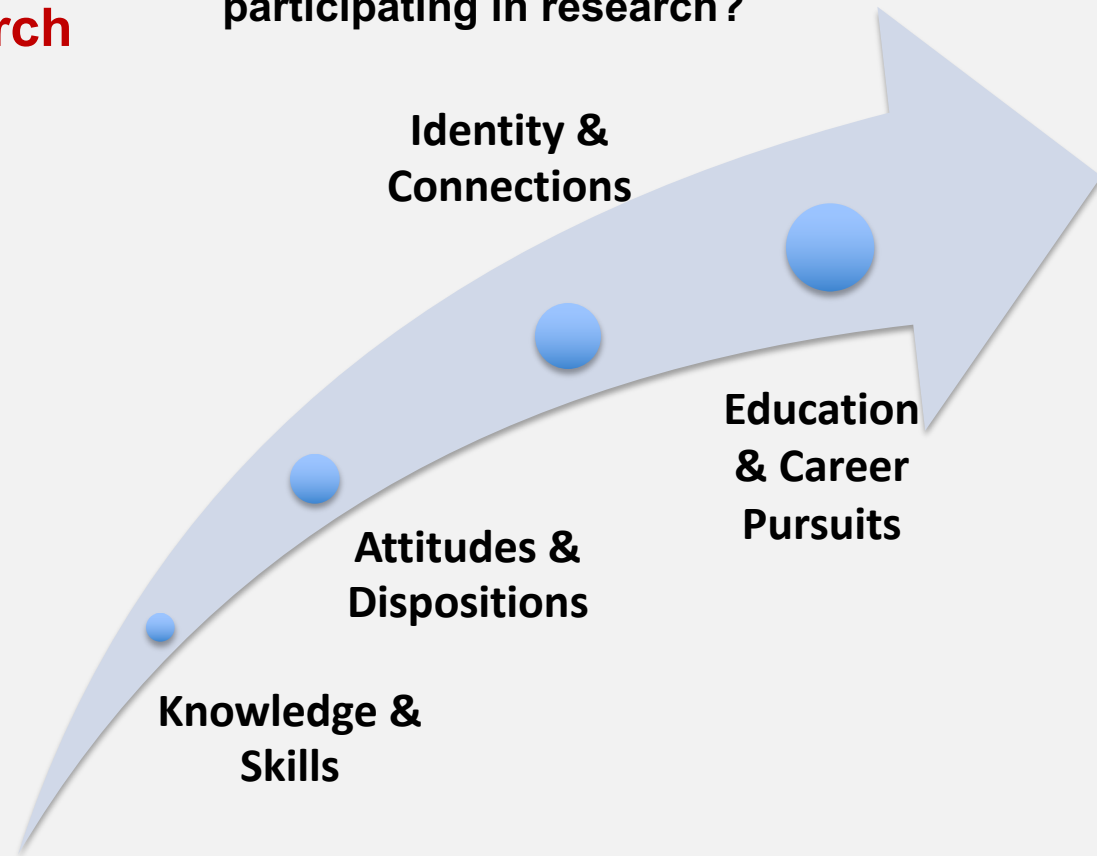 rch
participating in research?
Identity &
Connections
Education
& Career
Pursuits
Attitudes &
Dispositions
Knowledge &
Skills